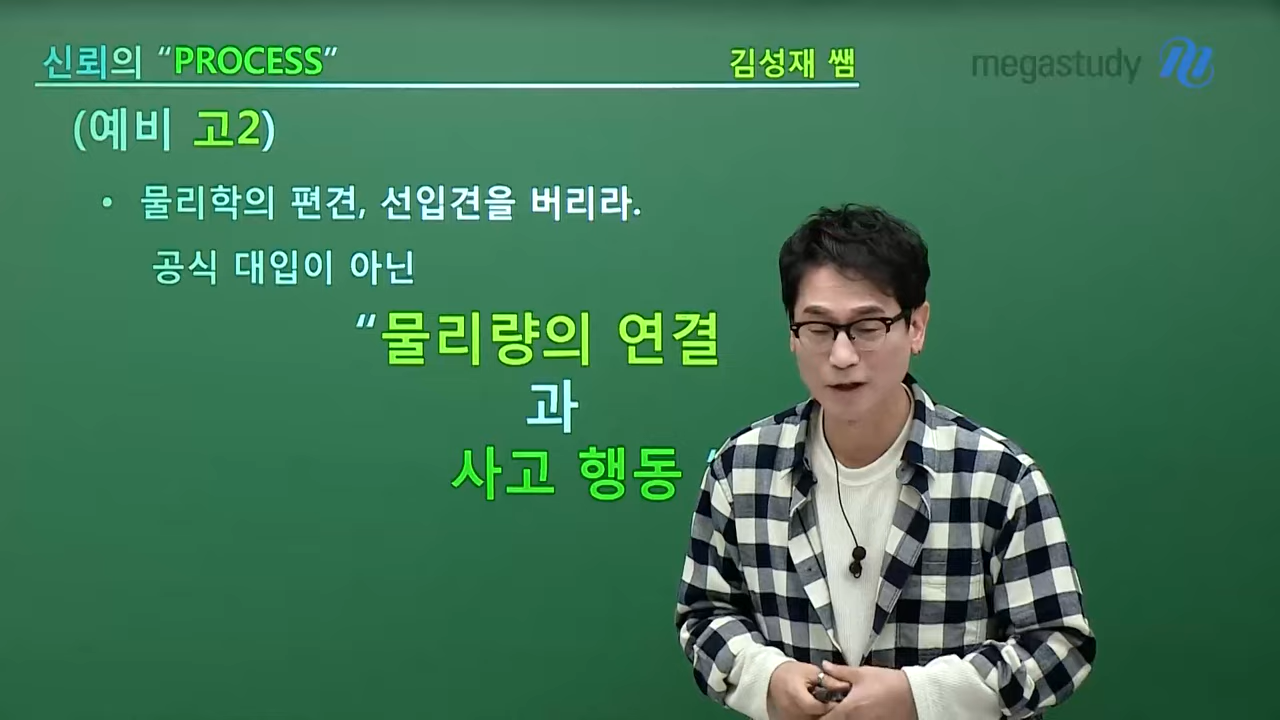 신뢰의 “PROCESS”
김성재 쌤
megastudy
(예비 고2)
• 물리학의 편견, 선입견을 버리라.
공식 대입이 아닌
“물리량의 연결
과
사고 행동 “